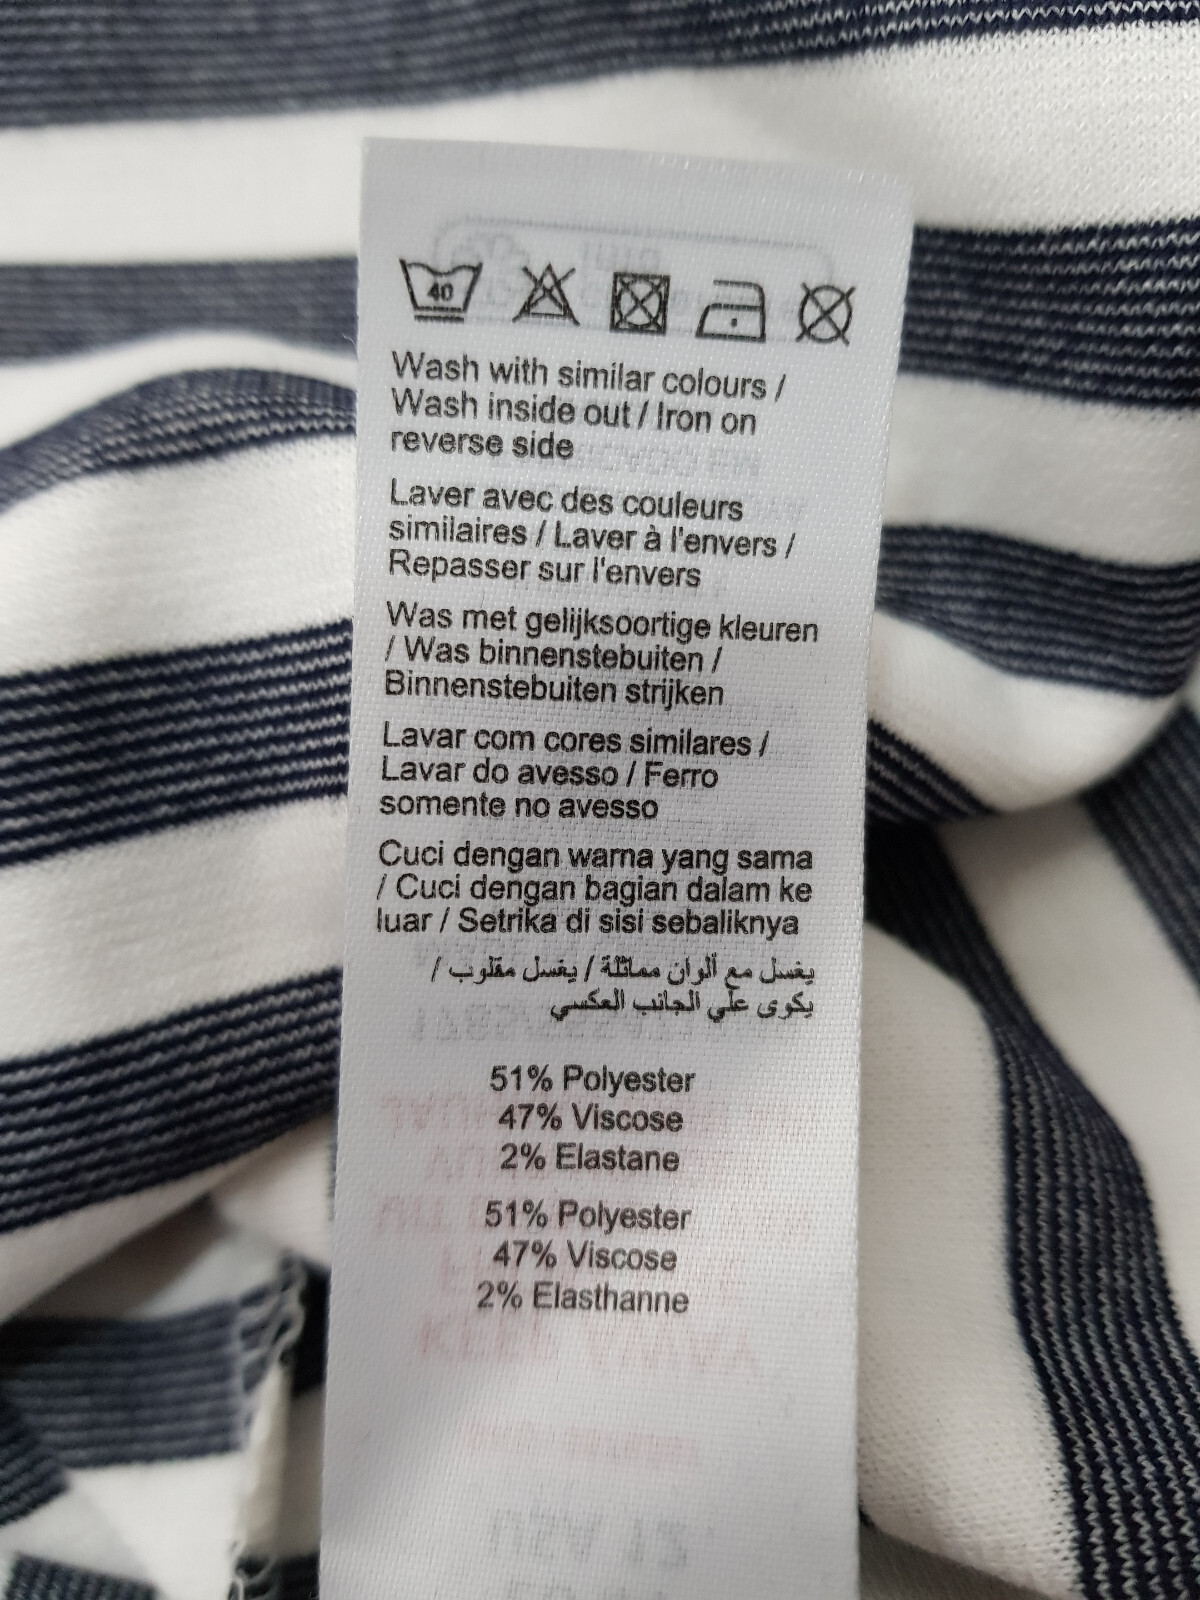 40
Wash with similar colours /
Wash inside out / Iron on
reverse side
Laver avec des couleurs
similaires / Laver à l'envers /
Repasser sur l'envers
Was met gelijksoortige kleuren
/ Was binnenstebuiten /
Binnenstebuiten strijken
Lavar com cores similares /
Lavar do avesso / Ferro
somente no avesso
Cuci dengan warna yang sama
/ Cuci dengan bagian dalam ke
luar / Setrika di sisi sebaliknya
يغسل مع ألوان مماثلة / يغسل مقلوب /
يكوى علي الجانب العكسي
51% Polyester
47% Viscose
2% Elastane
51% Polyester
47% Viscose
2% Elasthanne